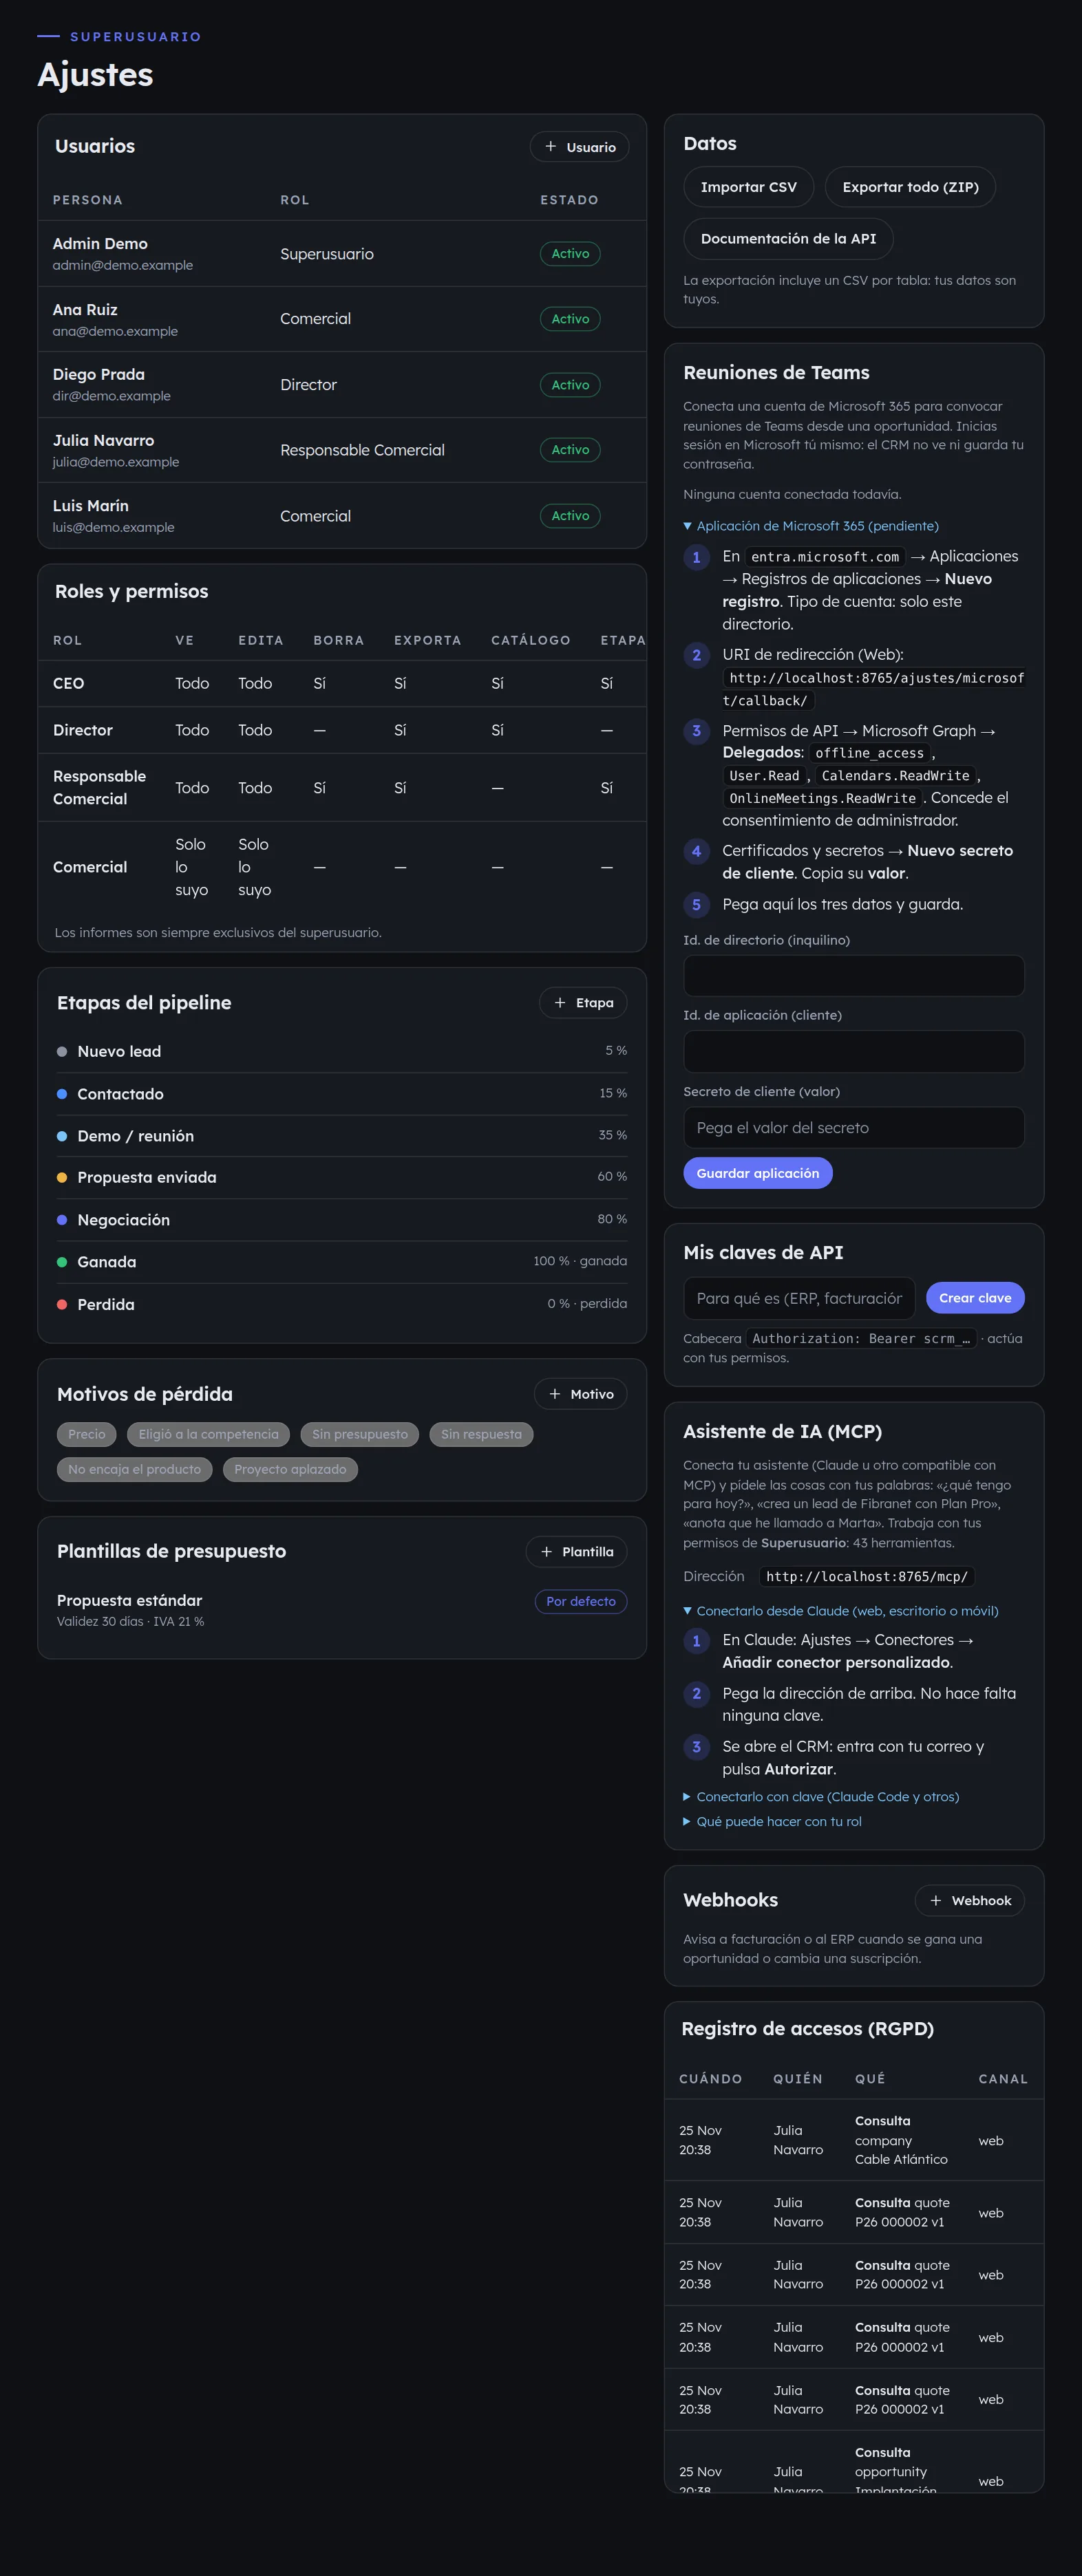 SUPERUSUARIO
Ajustes
Usuarios
+ Usuario
PERSONA ROL ESTADO
Admin Demo
admin@demo.example
Superusuario
Activo
Ana Ruiz
ana@demo.example
Comercial
Activo
Diego Prada
dir@demo.example
Director
Activo
Julia Navarro
julia@demo.example
Responsable Comercial
Activo
Luis Marín
luis@demo.example
Comercial
Activo
Roles y permisos
ROL VE EDITA BORRA EXPORTA CATÁLOGO ETAPA
CEO Todo Todo Sí Sí Sí Sí
Director Todo Todo — Sí Sí —
Responsable
Comercial
Todo Todo Sí Sí — Sí
Comercial
Solo
lo
suyo
Solo
lo
suyo
— — — —
Los informes son siempre exclusivos del superusuario.
Etapas del pipeline
+ Etapa
Nuevo lead 5 %
Contactado 15 %
Demo / reunión 35 %
Propuesta enviada 60 %
Negociación 80 %
Ganada 100 % · ganada
Perdida 0 % · perdida
Motivos de pérdida
+ Motivo
Precio Eligió a la competencia Sin presupuesto Sin respuesta
No encaja el producto Proyecto aplazado
Plantillas de presupuesto
+ Plantilla
Propuesta estándar
Validez 30 días · IVA 21 %
Por defecto
Datos
Importar CSV Exportar todo (ZIP)
Documentación de la API
La exportación incluye un CSV por tabla: tus datos son
tuyos.
Reuniones de Teams
Conecta una cuenta de Microsoft 365 para convocar
reuniones de Teams desde una oportunidad. Inicias
sesión en Microsoft tú mismo: el CRM no ve ni guarda tu
contraseña.
Ninguna cuenta conectada todavía.
▼ Aplicación de Microsoft 365 (pendiente)
1 En entra.microsoft.com → Aplicaciones
→ Registros de aplicaciones → Nuevo
registro. Tipo de cuenta: solo este
directorio.
2 URI de redirección (Web):
http://localhost:8765/ajustes/microsof
t/callback/
3 Permisos de API → Microsoft Graph →
Delegados: offline_access,
User.Read, Calendars.ReadWrite,
OnlineMeetings.ReadWrite. Concede el
consentimiento de administrador.
4 Certificados y secretos → Nuevo secreto
de cliente. Copia su valor.
5 Pega aquí los tres datos y guarda.
Id. de directorio (inquilino)
Id. de aplicación (cliente)
Secreto de cliente (valor)
Pega el valor del secreto
Guardar aplicación
Mis claves de API
Para qué es (ERP, facturación
Crear clave
Cabecera Authorization: Bearer scrm_… · actúa
con tus permisos.
Asistente de IA (MCP)
Conecta tu asistente (Claude u otro compatible con
MCP) y pídele las cosas con tus palabras: «¿qué tengo
para hoy?», «crea un lead de Fibranet con Plan Pro»,
«anota que he llamado a Marta». Trabaja con tus
permisos de Superusuario: 43 herramientas.
Dirección http://localhost:8765/mcp/
▼ Conectarlo desde Claude (web, escritorio o móvil)
1 En Claude: Ajustes → Conectores →
Añadir conector personalizado.
2 Pega la dirección de arriba. No hace falta
ninguna clave.
3 Se abre el CRM: entra con tu correo y
pulsa Autorizar.
▶ Conectarlo con clave (Claude Code y otros)
▶ Qué puede hacer con tu rol
Webhooks
+ Webhook
Avisa a facturación o al ERP cuando se gana una
oportunidad o cambia una suscripción.
Registro de accesos (RGPD)
CUÁNDO QUIÉN QUÉ CANAL
25 Nov
20:38
Julia
Navarro
Consulta
company
Cable Atlántico
web
25 Nov
20:38
Julia
Navarro
Consulta quote
P26 000002 v1
web
25 Nov
20:38
Julia
Navarro
Consulta quote
P26 000002 v1
web
25 Nov
20:38
Julia
Navarro
Consulta quote
P26 000002 v1
web
25 Nov
20:38
Julia
Navarro
Consulta quote
P26 000002 v1
web
25 Nov
20:38
Julia
Navarro
Consulta
opportunity
Implantación
web